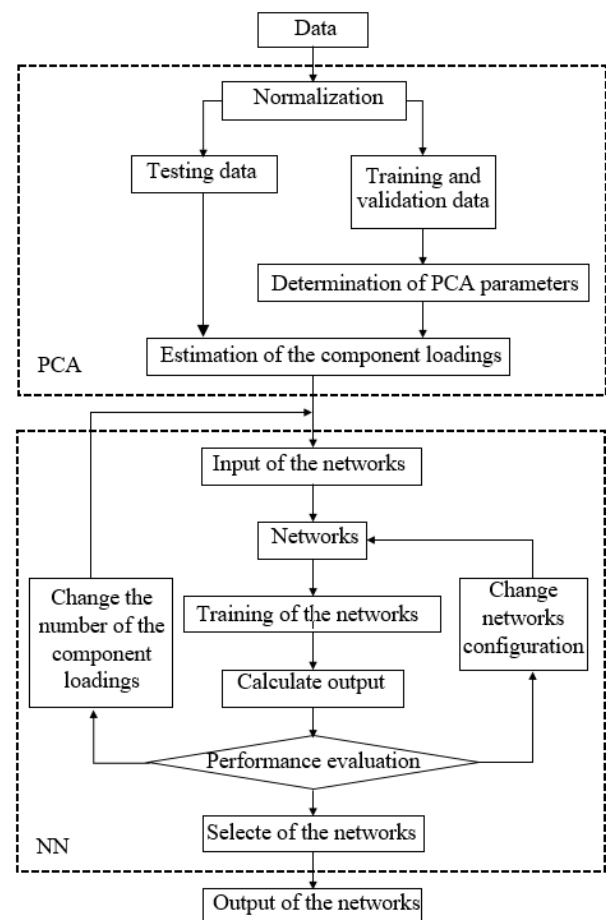 Data
Normalization
Testing data
Training and
validation data
Determination of PCA parameters
Estimation of the component loadings
PCA
Input of the networks
Networks
Change the
number of the
component
loadings
Training of the networks
Change
networks
configuration
Calculate output
Performance evaluation
Selecte of the networks
NN
Output of the networks